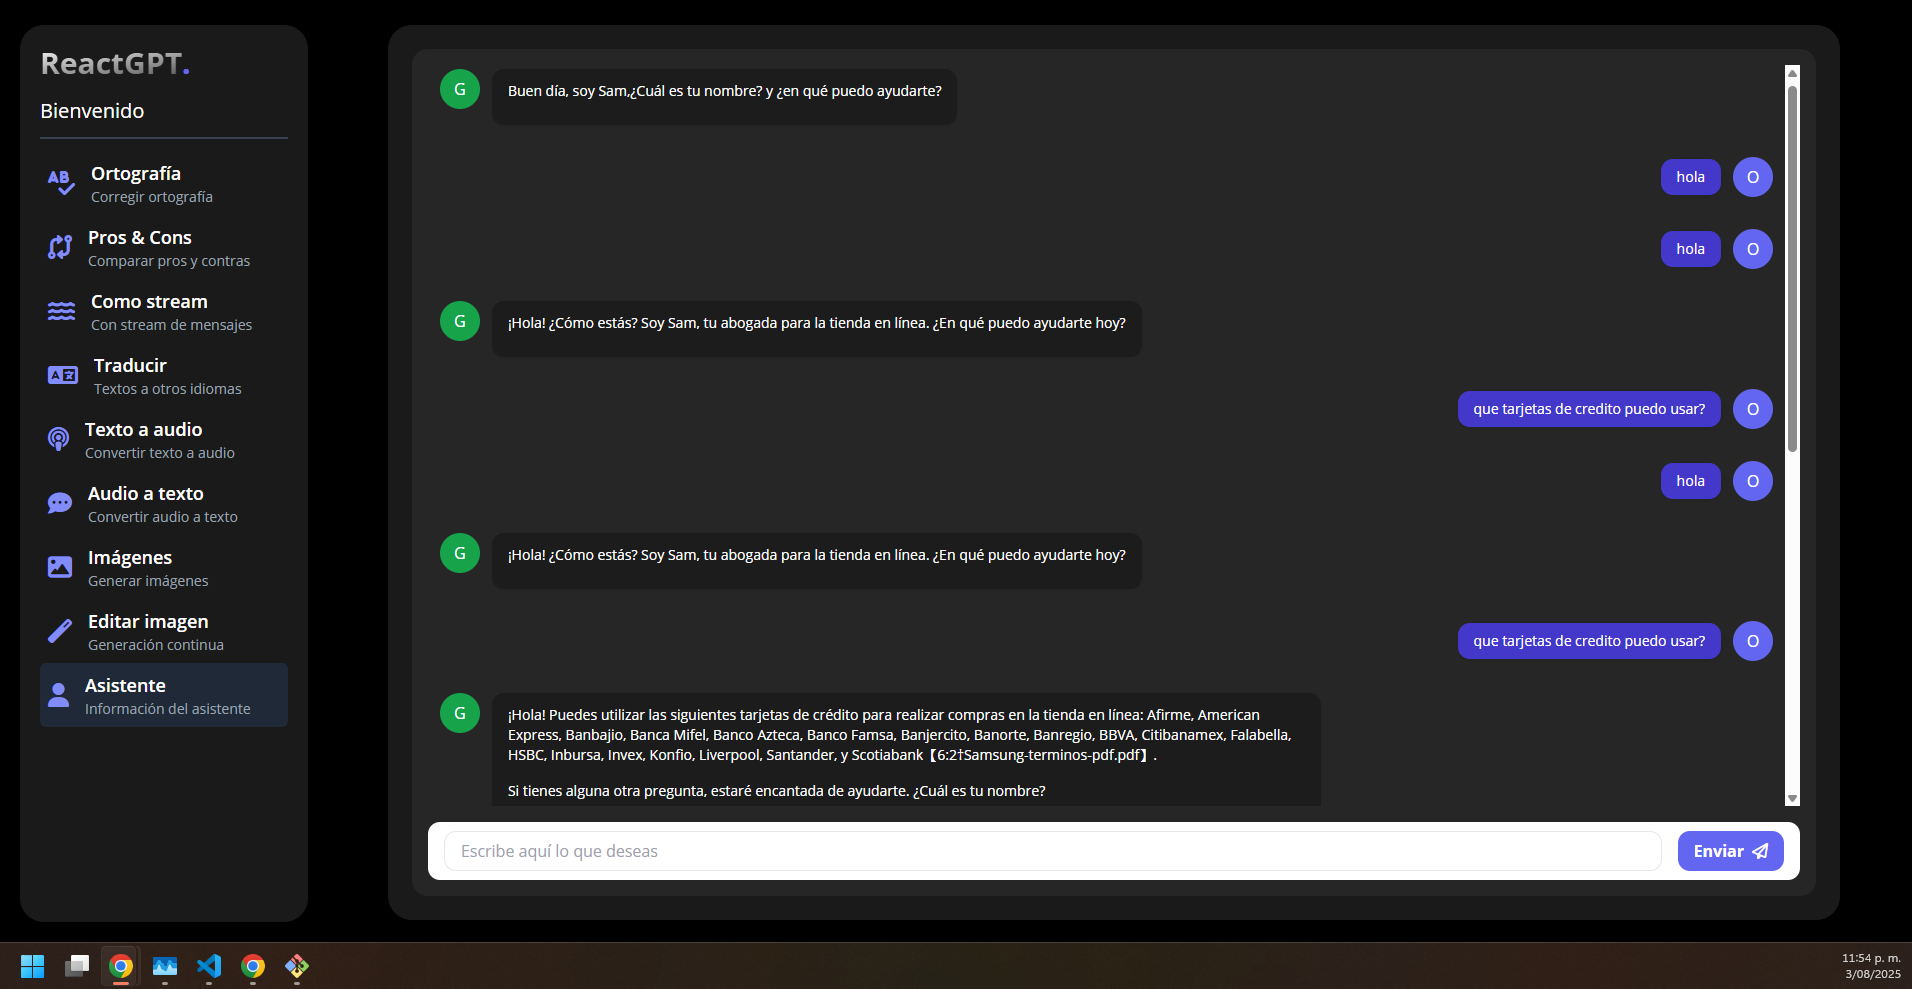 ReactGPT.
Bienvenido
Ortografía
Corregir ortografía
Pros & Cons
Comparar pros y contras
Como stream
Con stream de mensajes
Traducir
Textos a otros idiomas
Texto a audio
Convertir texto a audio
Audio a texto
Convertir audio a texto
Imágenes
Generar imágenes
Editar imagen
Generación continua
Asistente
Información del asistente
G
Buen día, soy Sam,¿Cuál es tu nombre? y ¿en qué puedo ayudarte?
hola O
hola O
G
¡Hola! ¿Cómo estás? Soy Sam, tu abogada para la tienda en línea. ¿En qué puedo ayudarte hoy?
que tarjetas de credito puedo usar? O
hola O
G
¡Hola! ¿Cómo estás? Soy Sam, tu abogada para la tienda en línea. ¿En qué puedo ayudarte hoy?
que tarjetas de credito puedo usar? O
G
¡Hola! Puedes utilizar las siguientes tarjetas de crédito para realizar compras en la tienda en línea: Afirme, American
Express, Banbajio, Banca Mifel, Banco Azteca, Banco Famsa, Banjercito, Banorte, Banregio, BBVA, Citibanamex, Falabella,
HSBC, Inbursa, Invex, Konfio, Liverpool, Santander, y Scotiabank【6:2†Samsung-terminos-pdf.pdf】.
Si tienes alguna otra pregunta, estaré encantada de ayudarte. ¿Cuál es tu nombre?
Escribe aquí lo que deseas
Enviar
11:54 p. m.
3/08/2025